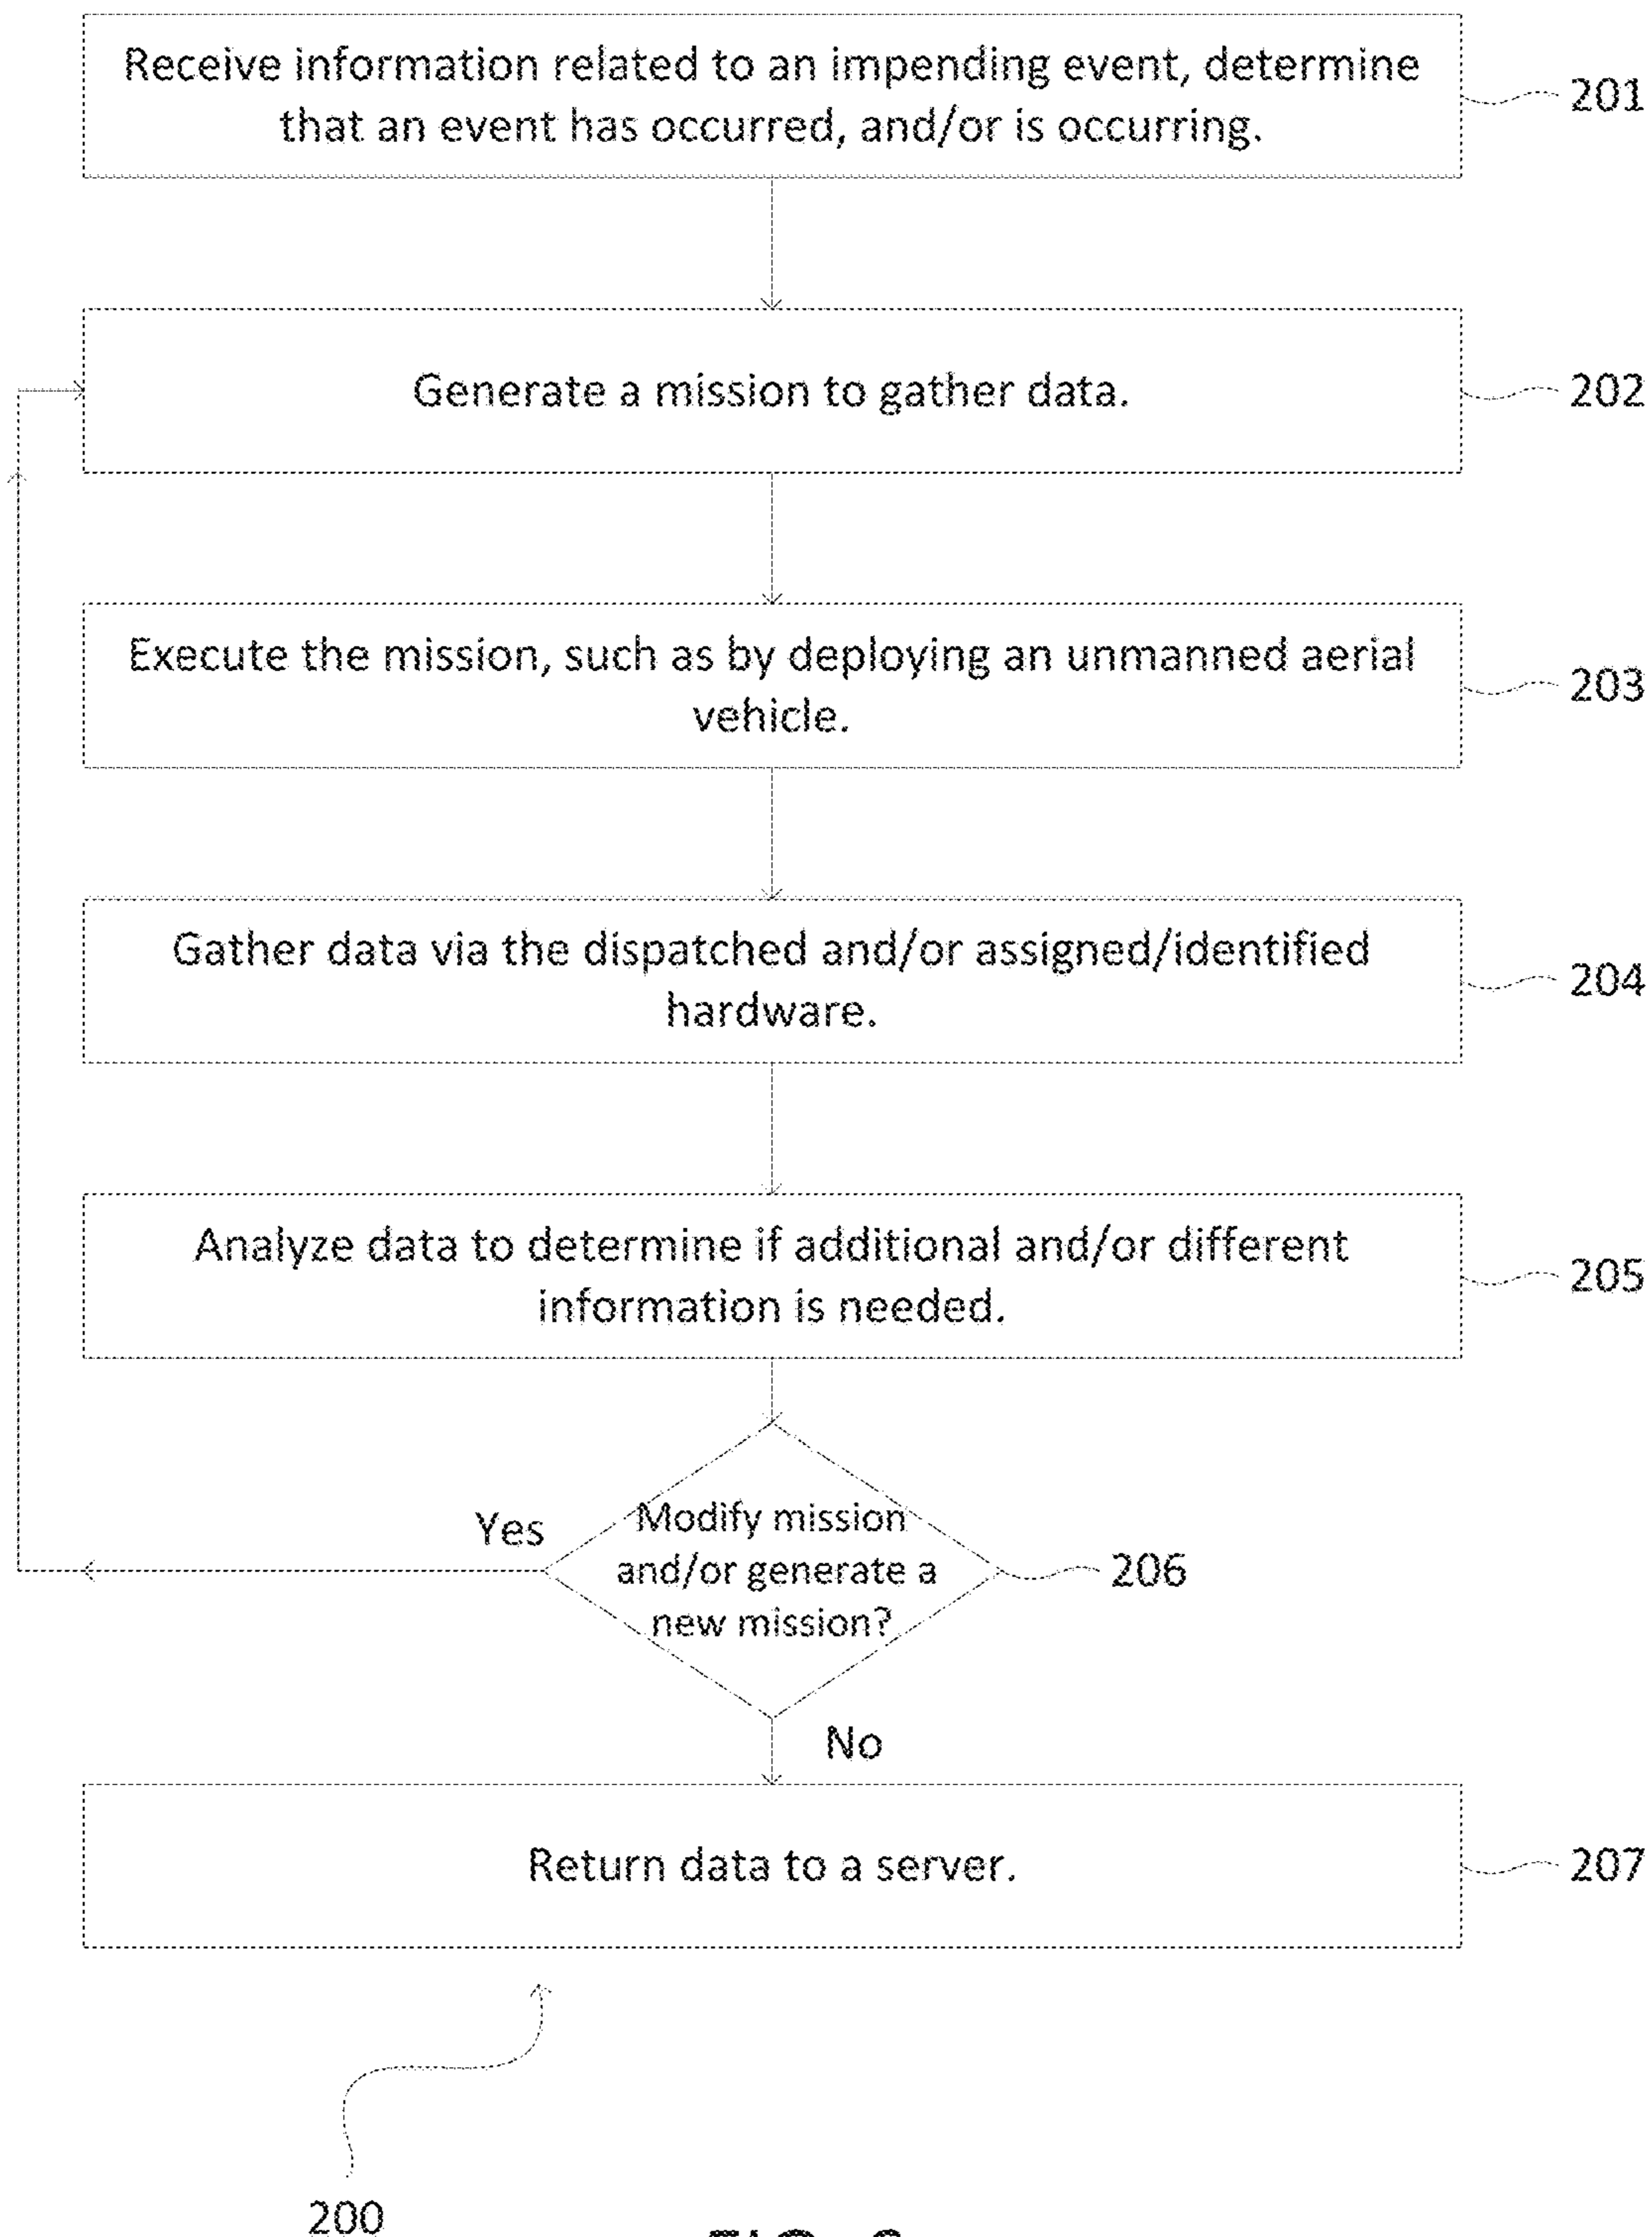 Receive information related to an impending event, determine
that an event has occurred, and/or is occurring.
201
Generate a mission to gather data.
202
Execute the mission, such as by deploying an unmanned aerial
vehicle.
203
Gather data via the dispatched and/or assigned/identified
hardware.
204
Analyze data to determine if additional and/or different
information is needed.
205
Yes
Modify mission
and/or generate a
new mission?
206
No
Return data to a server.
207
200